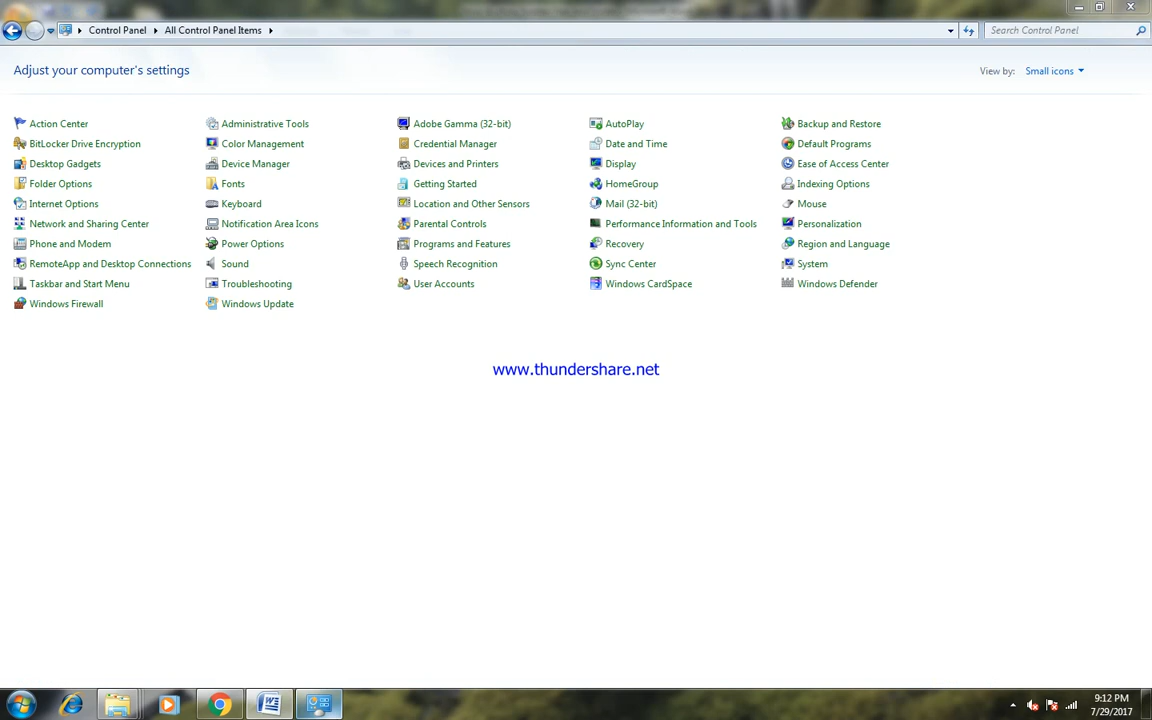 Control Panel All Control Panel Items Search Control Panel
Adjust your computer's settings View by: Small icons
Action Center Administrative Tools Adobe Gamma (32-bit) AutoPlay Backup and Restore
BitLocker Drive Encryption Color Management Credential Manager Date and Time Default Programs
Desktop Gadgets Device Manager Devices and Printers Display Ease of Access Center
Folder Options Fonts Getting Started HomeGroup Indexing Options
Internet Options Keyboard Location and Other Sensors Mail (32-bit) Mouse
Network and Sharing Center Notification Area Icons Parental Controls Performance Information and Tools Personalization
Phone and Modem Power Options Programs and Features Recovery Region and Language
RemoteApp and Desktop Connections Sound Speech Recognition Sync Center System
Taskbar and Start Menu Troubleshooting User Accounts Windows CardSpace Windows Defender
Windows Firewall Windows Update
www.thundershare.net
9:12 PM
7/29/2017